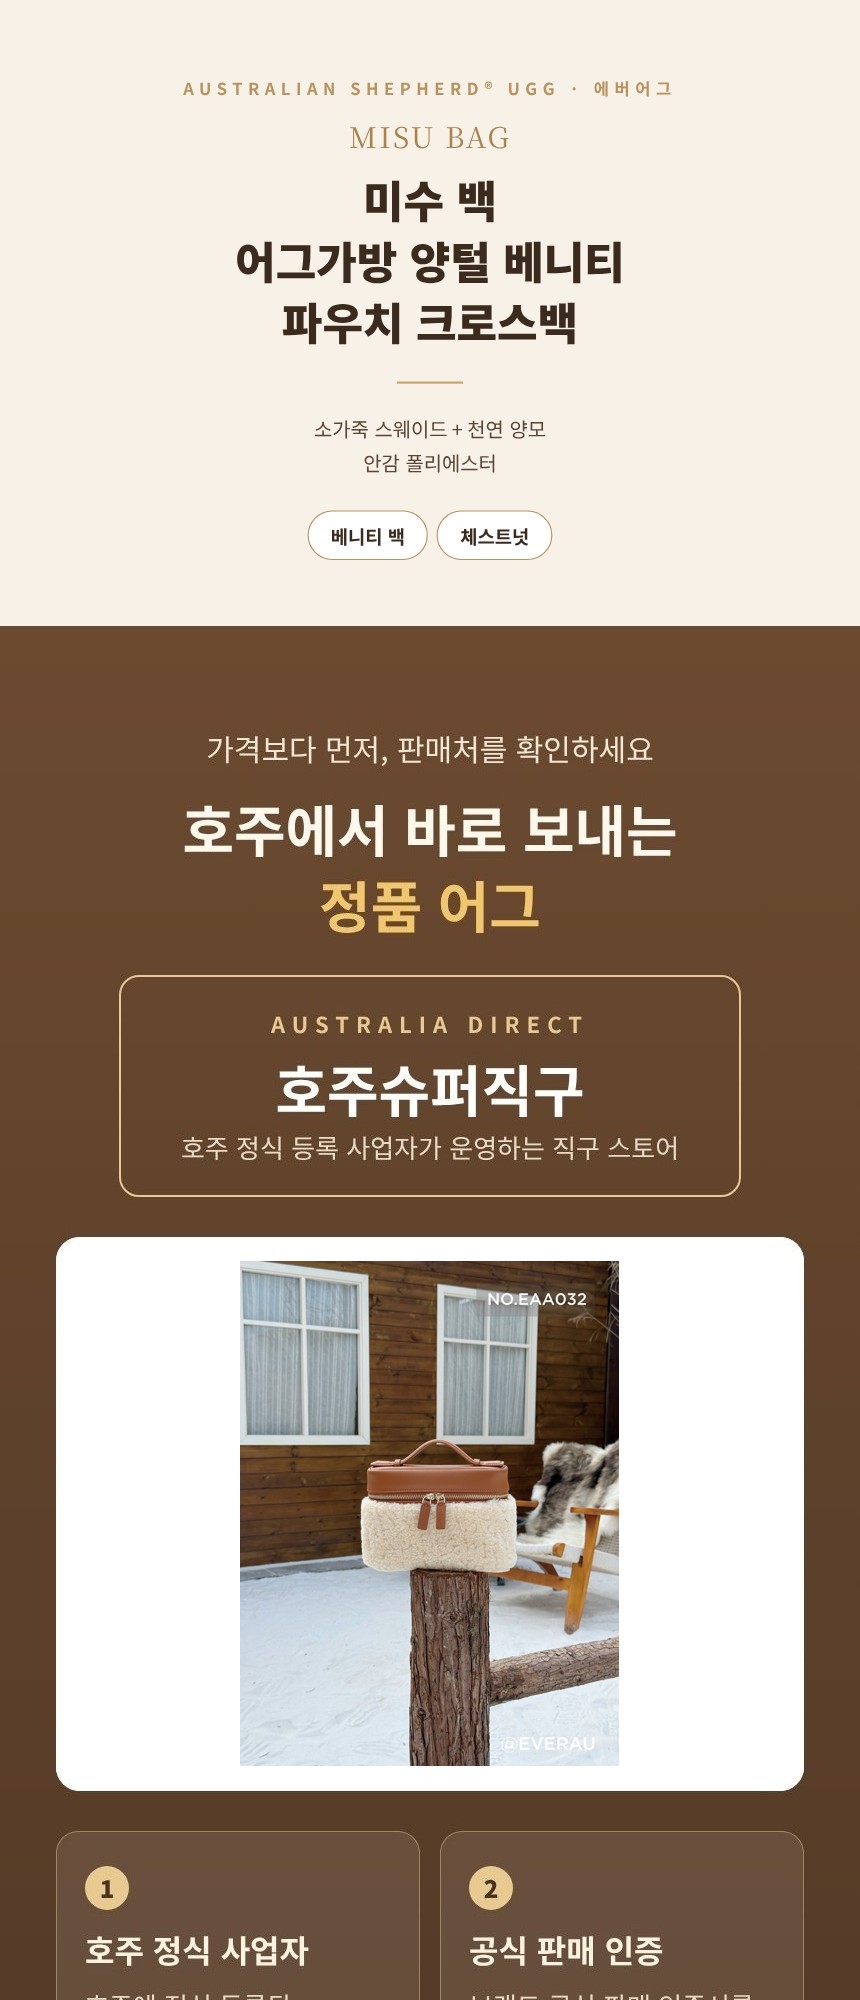 AUSTRALIAN SHEPHERD® UGG · 에버어그
MISU BAG
미수 백
어그가방 양털 베니티
파우치 크로스백
소가죽 스웨이드 + 천연 양모
안감 폴리에스터
베니티 백
체스트넛
가격보다 먼저, 판매처를 확인하세요
호주에서 바로 보내는
정품 어그
AUSTRALIA DIRECT
호주슈퍼직구
호주 정식 등록 사업자가 운영하는 직구 스토어
NO.EAA032
@EVERAU
1
호주 정식 사업자
2
공식 판매 인증